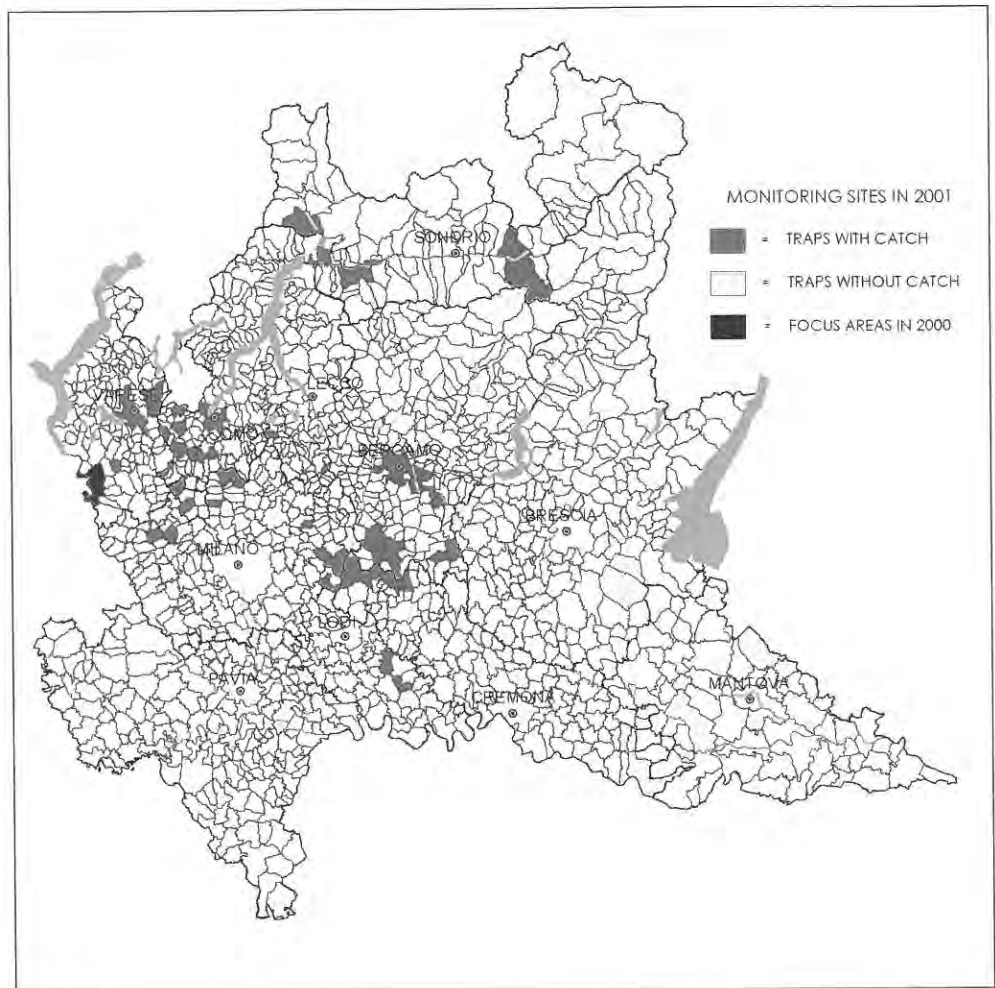 MONITORING SITES IN 2001
= TRAPS WITH CATCH
= TRAPS WITHOUT CATCH
= FOCUS AREAS IN 2000
SONDRIO
LECCO
VARESE
COMO
BERGAMO
BRESCIA
MILANO
LODI
PAVIA
CREMONA
MANTOVA